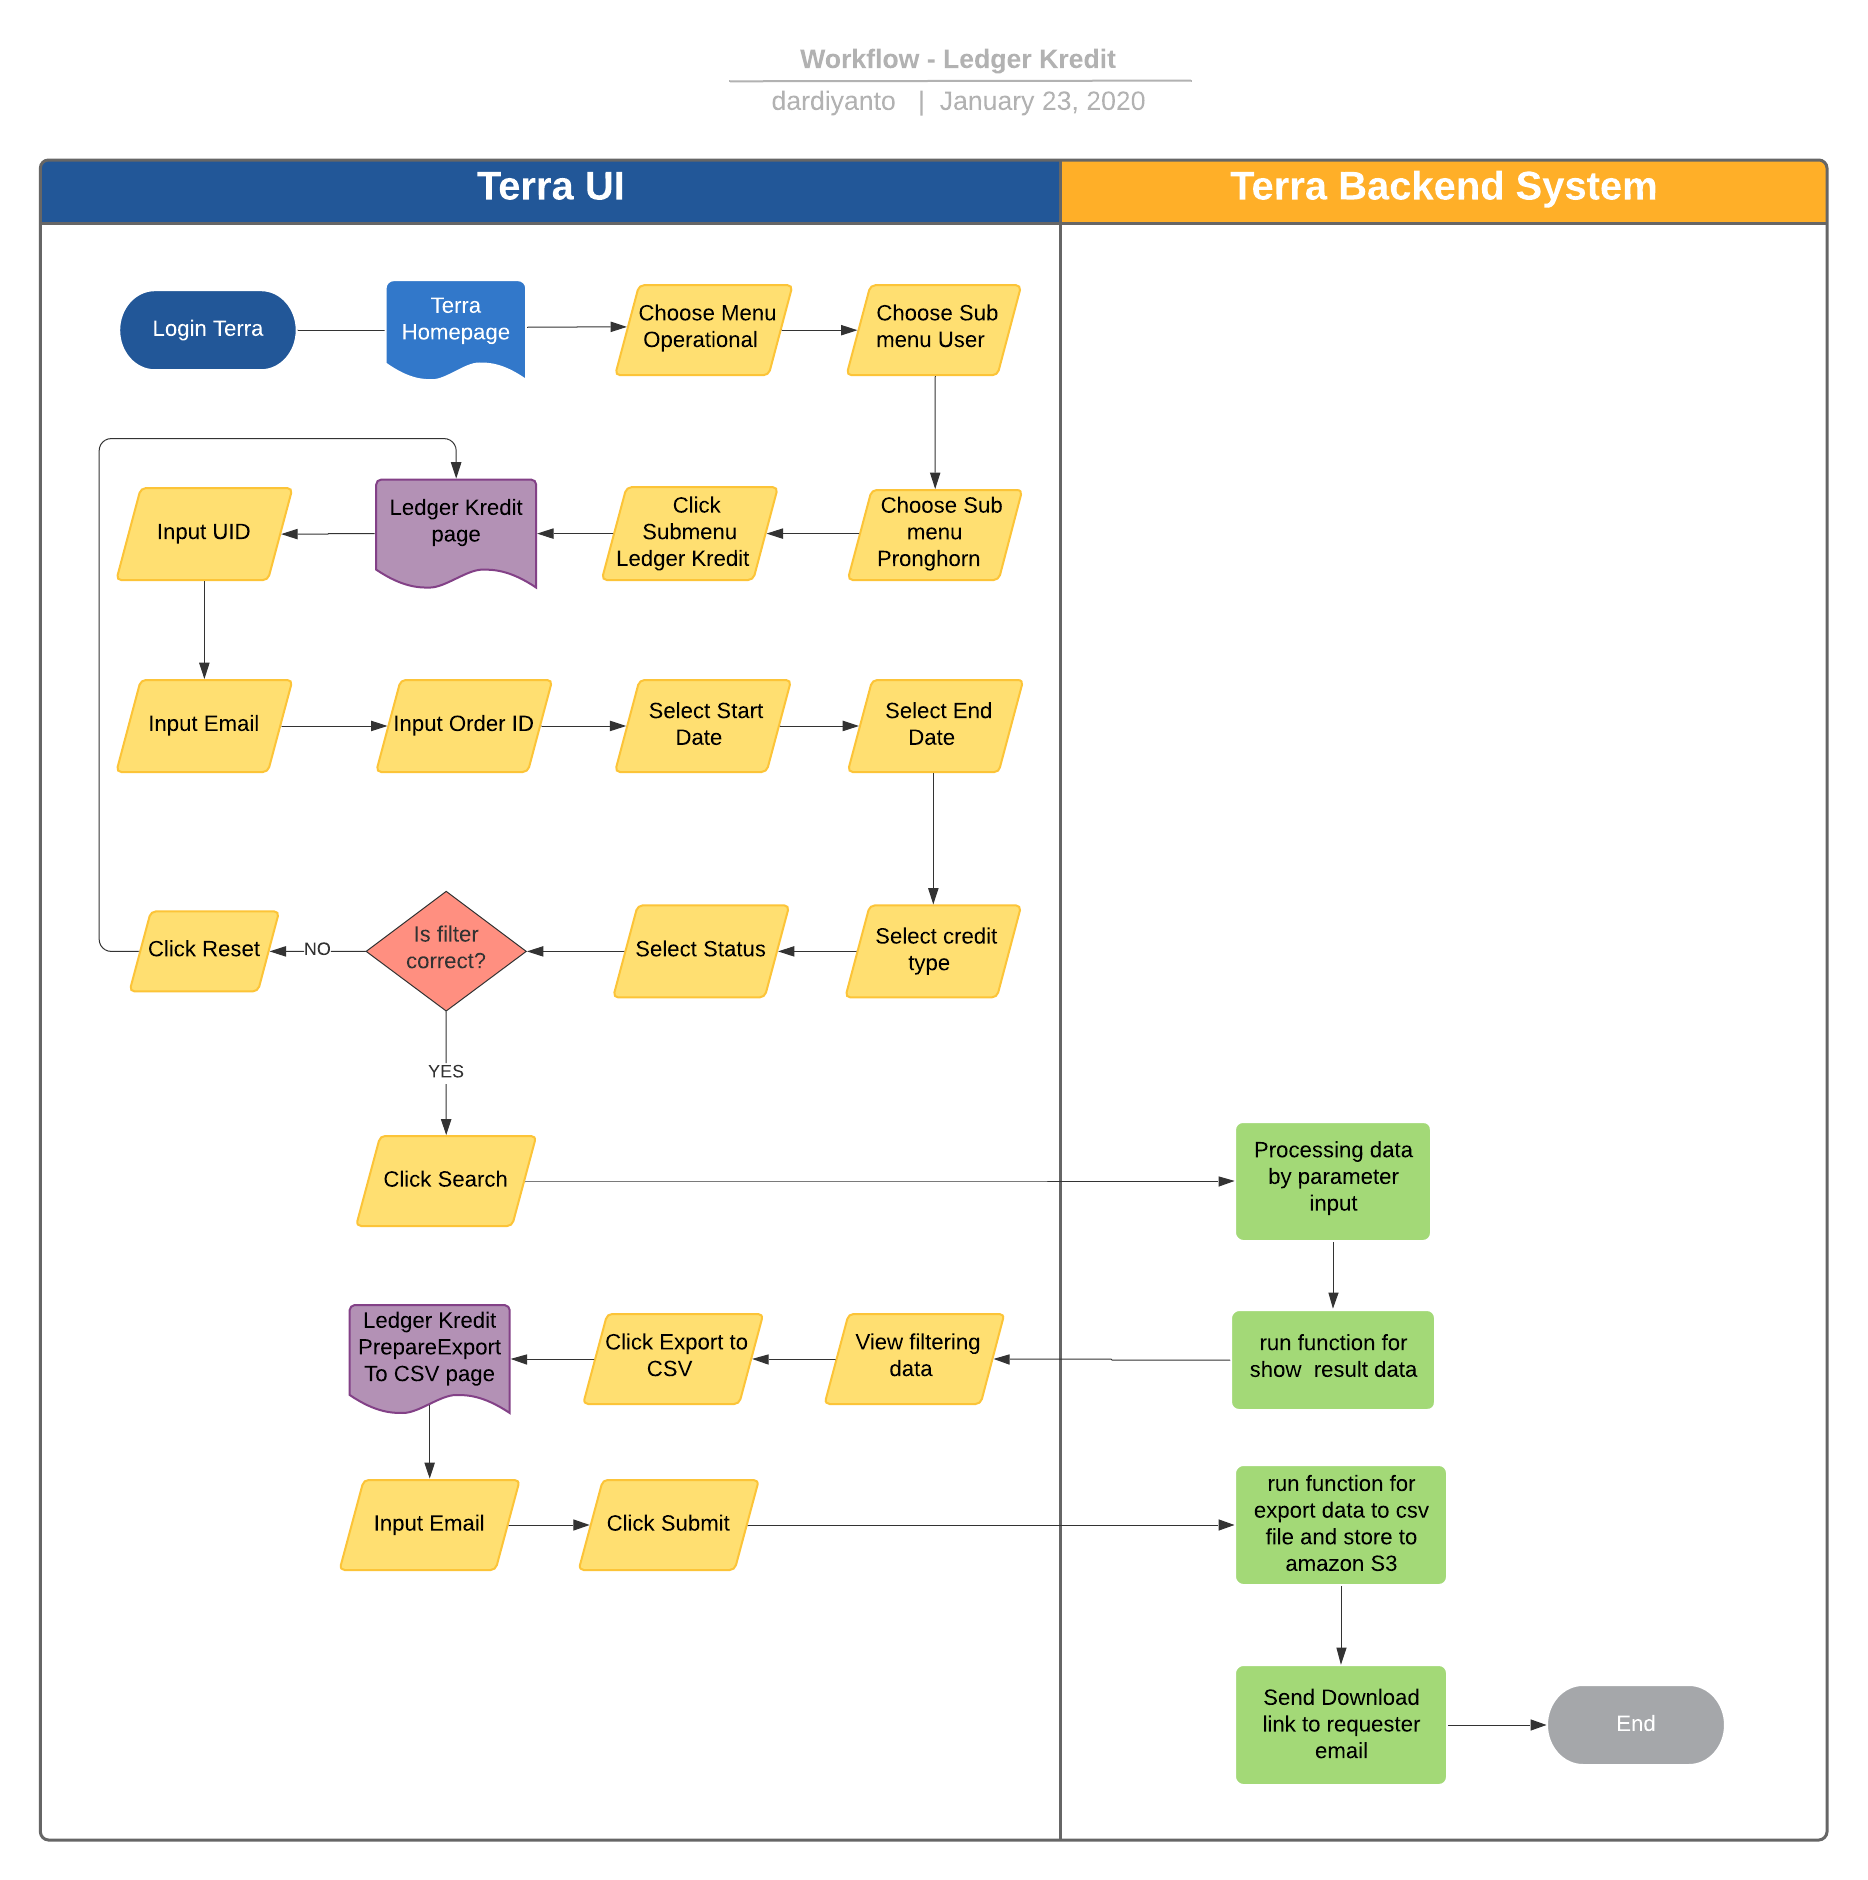 Workflow - Ledger Kredit
dardiyanto | January 23, 2020
Terra UI
Terra Backend System
Login Terra
Terra
Homepage
Choose Menu
Operational
Choose Sub
menu User
Input UID
Ledger Kredit
page
Click
Submenu
Ledger Kredit
Choose Sub
menu
Pronghorn
Input Email
Input Order ID
Select Start
Date
Select End
Date
Click Reset
NO
Is filter
correct?
Select Status
Select credit
type
YES
Click Search
Processing data
by parameter
input
Ledger Kredit
PrepareExport
To CSV page
Click Export to
CSV
View filtering
data
run function for
show result data
Input Email
Click Submit
run function for
export data to csv
file and store to
amazon S3
Send Download
link to requester
email
End